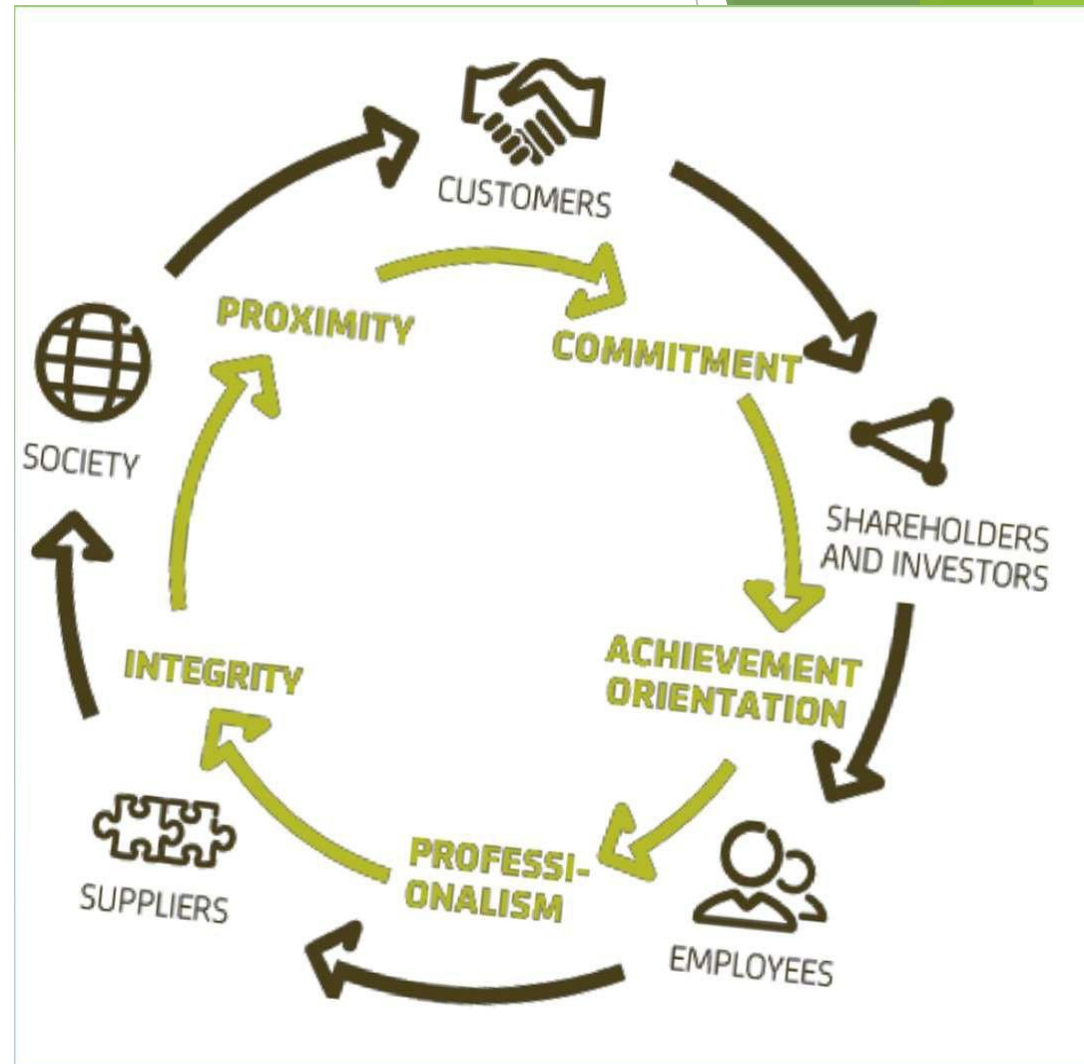 CUSTOMERS
PROXIMITY
COMMITMENT
SOCIETY
SHAREHOLDERS
AND INVESTORS
INTEGRITY
ACHIEVEMENT
ORIENTATION
PROFESSI-
ONALISM
SUPPLIERS
EMPLOYEES